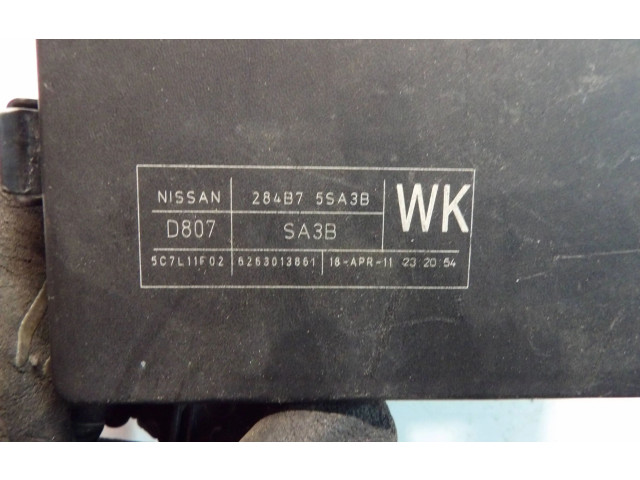 NISSAN 284B7 5SA3B WK
D807 SA3B
5C7L11F02 6263013861 18-APR-11 23:20:54